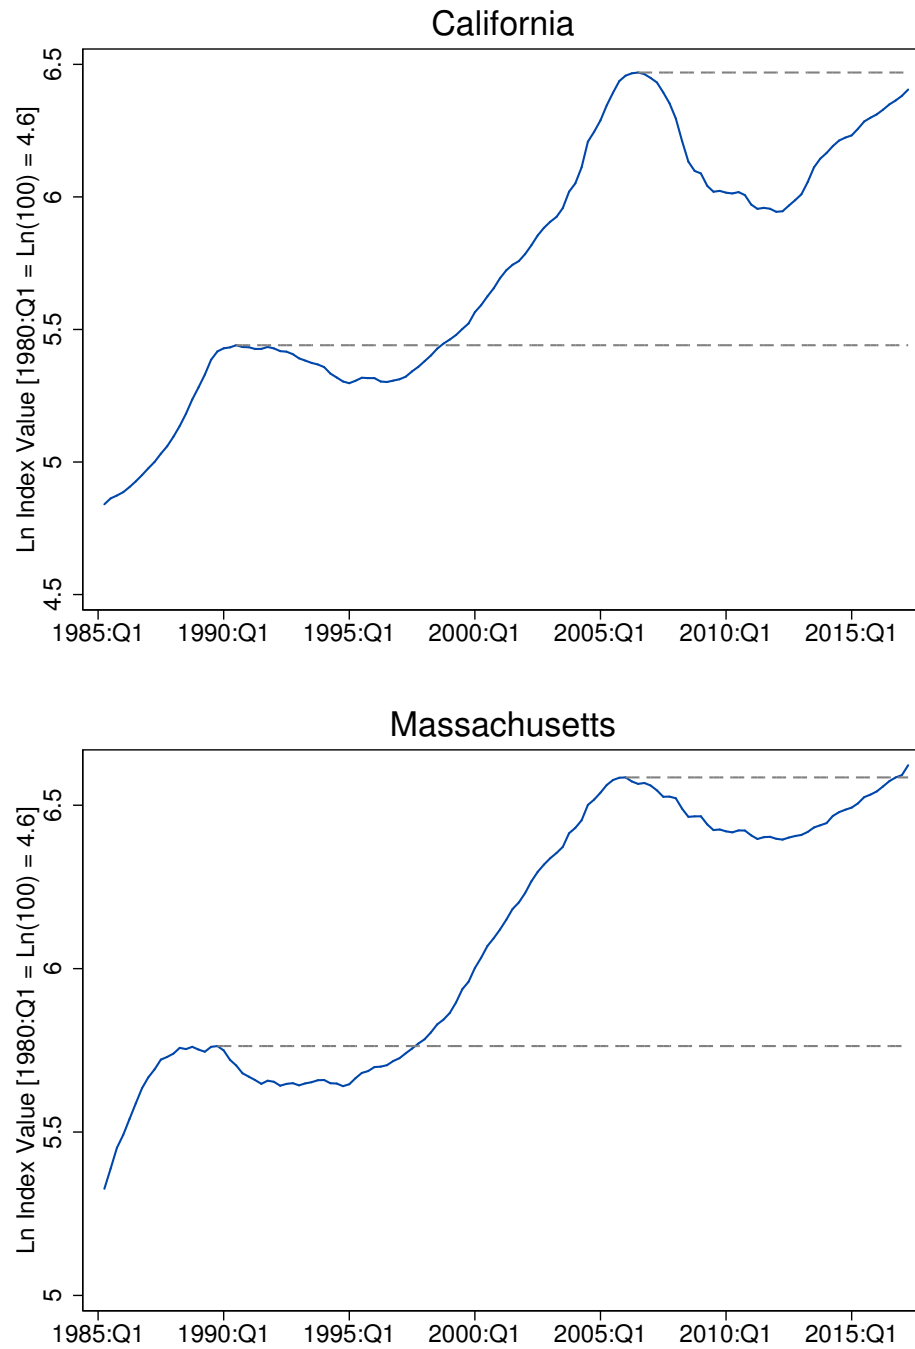 California
Ln Index Value [1980:Q1 = Ln(100) = 4.6]
6.5
6
5.5
5
4.5
1985:Q1 1990:Q1 1995:Q1 2000:Q1 2005:Q1 2010:Q1 2015:Q1
Massachusetts
Ln Index Value [1980:Q1 = Ln(100) = 4.6]
6.5
6
5.5
5
1985:Q1 1990:Q1 1995:Q1 2000:Q1 2005:Q1 2010:Q1 2015:Q1